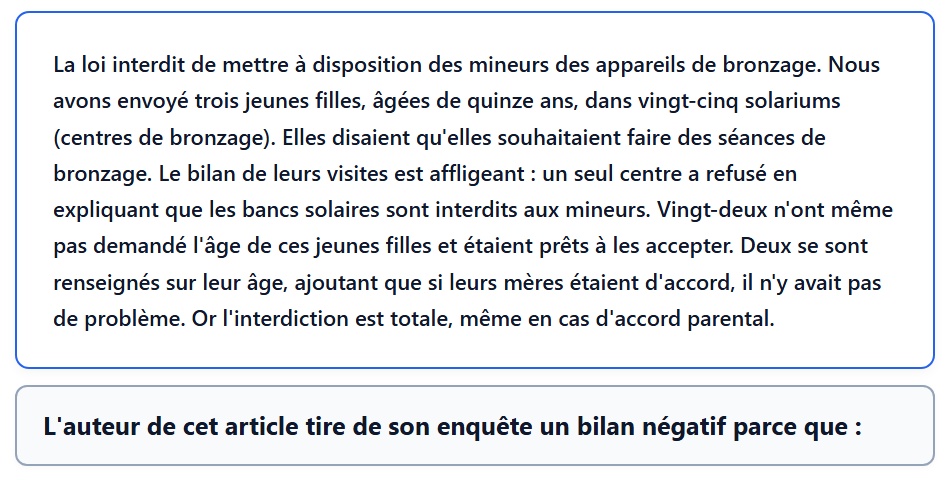 La loi interdit de mettre à disposition des mineurs des appareils de bronzage. Nous
avons envoyé trois jeunes filles, âgées de quinze ans, dans vingt-cinq solariums
(centres de bronzage). Elles disaient qu'elles souhaitaient faire des séances de
bronzage. Le bilan de leurs visites est affligeant : un seul centre a refusé en
expliquant que les bancs solaires sont interdits aux mineurs. Vingt-deux n'ont même
pas demandé l'âge de ces jeunes filles et étaient prêts à les accepter. Deux se sont
renseignés sur leur âge, ajoutant que si leurs mères étaient d'accord, il n'y avait pas
de problème. Or l'interdiction est totale, même en cas d'accord parental.
L'auteur de cet article tire de son enquête un bilan négatif parce que :